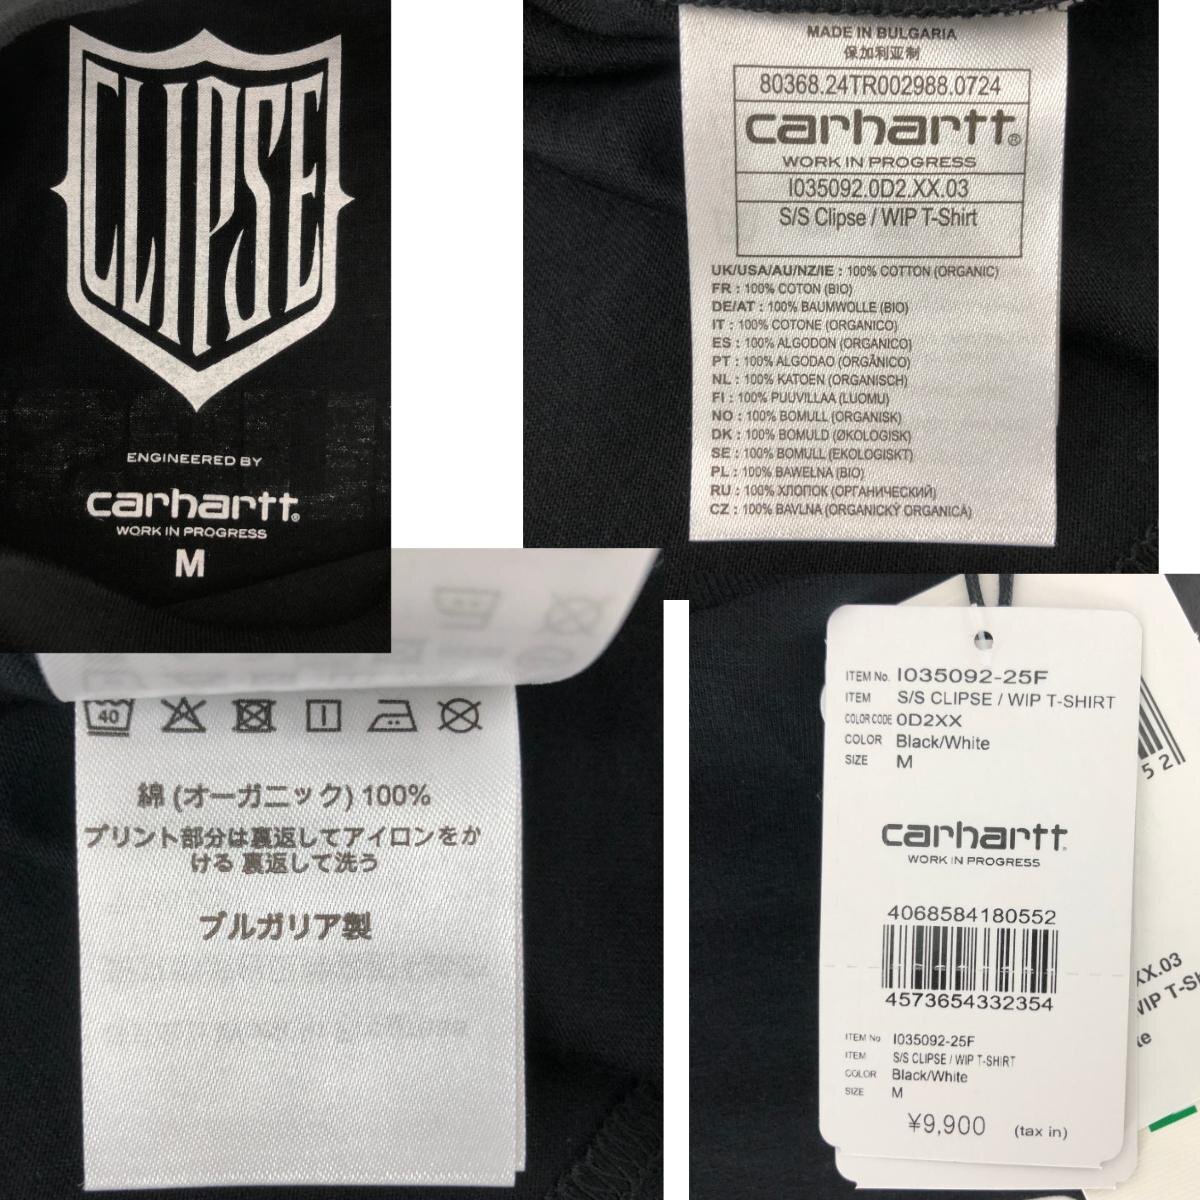 CLIPSE
ENGINEERED BY
carhartt®
WORK IN PROGRESS
M
MADE IN BULGARIA
保加利亚制
80368.24TR002988.0724
carhartt®
WORK IN PROGRESS
I035092.0D2.XX.03
S/S Clipse / WIP T-Shirt
UK/USA/AU/NZ/IE : 100% COTTON (ORGANIC)
FR : 100% COTON (BIO)
DE/AT : 100% BAUMWOLLE (BIO)
IT : 100% COTONE (ORGANICO)
ES : 100% ALGODON (ORGANICO)
PT : 100% ALGODAO (ORGÂNICO)
NL : 100% KATOEN (ORGANISCH)
FI : 100% PUUVILLAA (LUOMU)
NO : 100% BOMULL (ORGANISK)
DK : 100% BOMULD (ØKOLOGISK)
SE : 100% BOMULL (EKOLOGISKT)
PL : 100% BAWEŁNA (BIO)
RU : 100% ХЛОПОК (ОРГАНИЧЕСКИЙ)
CZ : 100% BAVLNA (ORGANICKÝ ORGANICÁ)
40
綿 (オーガニック) 100%
プリント部分は裏返してアイロンをか
ける 裏返して洗う
ブルガリア製
ITEM No. I035092-25F
ITEM S/S CLIPSE / WIP T-SHIRT
COLOR CODE 0D2XX
COLOR Black/White
SIZE M
carhartt®
WORK IN PROGRESS
4068584180552
4573654332354
ITEM No I035092-25F
ITEM S/S CLIPSE / WIP T-SHIRT
COLOR Black/White
SIZE M
¥9,900 (tax in)
52
XX.03
WIP T-Sh
te